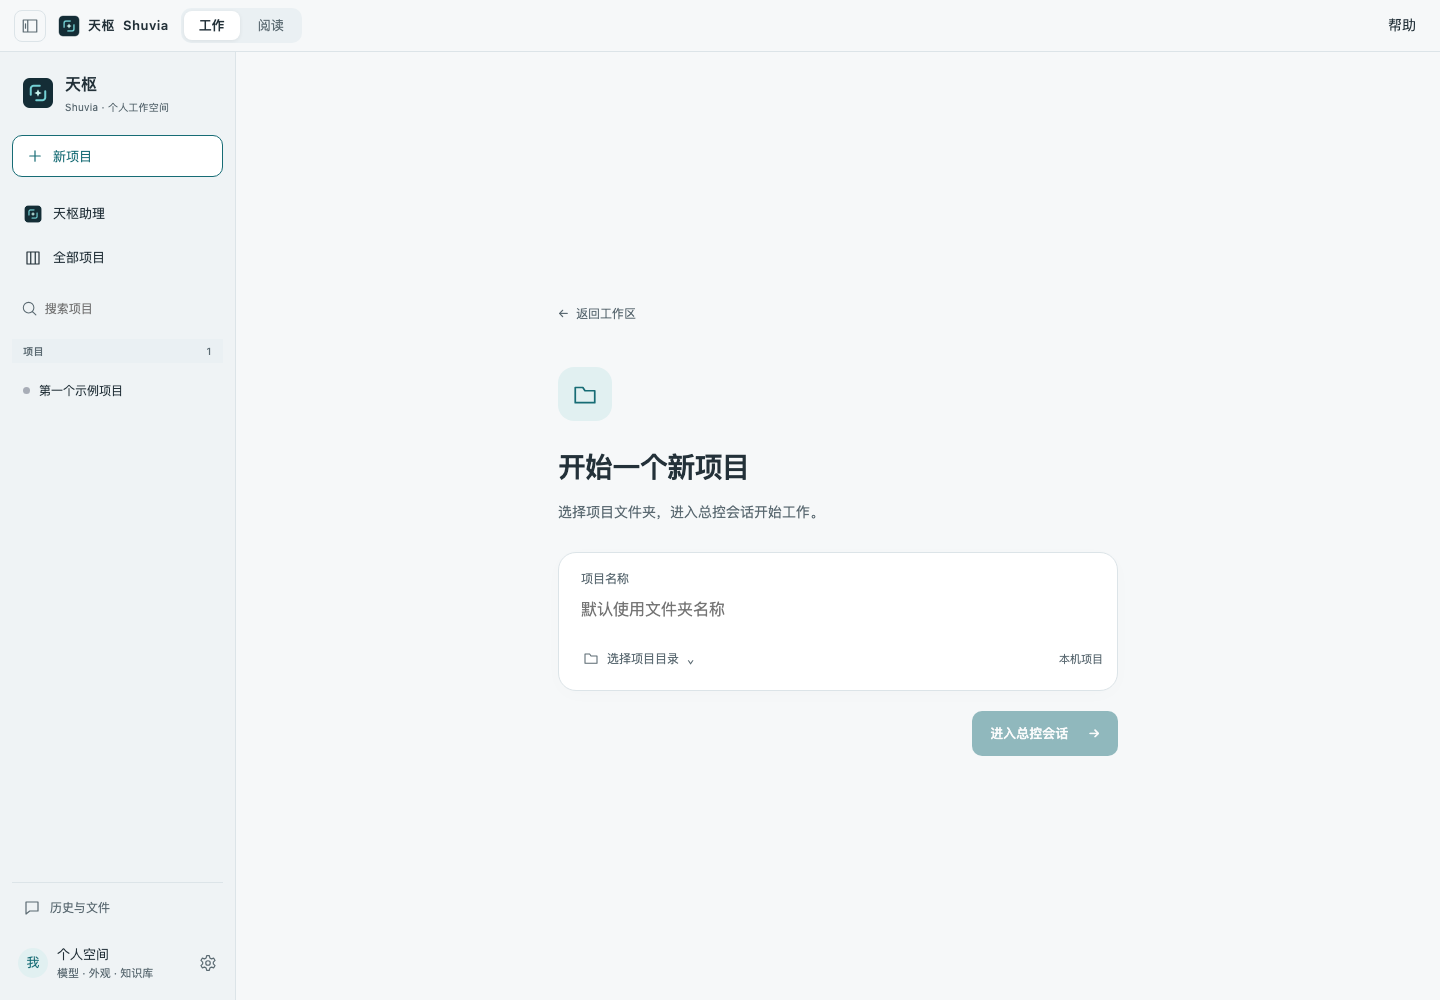 天枢 Shuvia
工作
阅读
帮助
天枢
Shuvia · 个人工作空间
新项目
天枢助理
全部项目
搜索项目
项目 1
第一个示例项目
历史与文件
我
个人空间
模型 · 外观 · 知识库
← 返回工作区
开始一个新项目
选择项目文件夹，进入总控会话开始工作。
项目名称
默认使用文件夹名称
选择项目目录
本机项目
进入总控会话 →